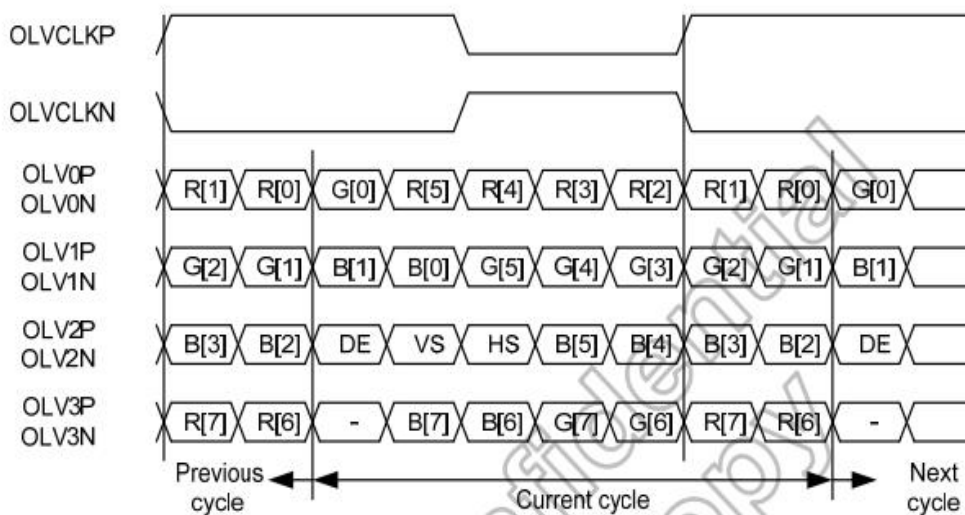 OLVCLKP
OLVCLKN
OLV0P
OLV0N
R[1] R[0] G[0] R[5] R[4] R[3] R[2] R[1] R[0] G[0]
OLV1P
OLV1N
G[2] G[1] B[1] B[0] G[5] G[4] G[3] G[2] G[1] B[1]
OLV2P
OLV2N
B[3] B[2] DE VS HS B[5] B[4] B[3] B[2] DE
OLV3P
OLV3N
R[7] R[6] - B[7] B[6] G[7] G[6] R[7] R[6] -
Previous
cycle
Current cycle
Next
cycle